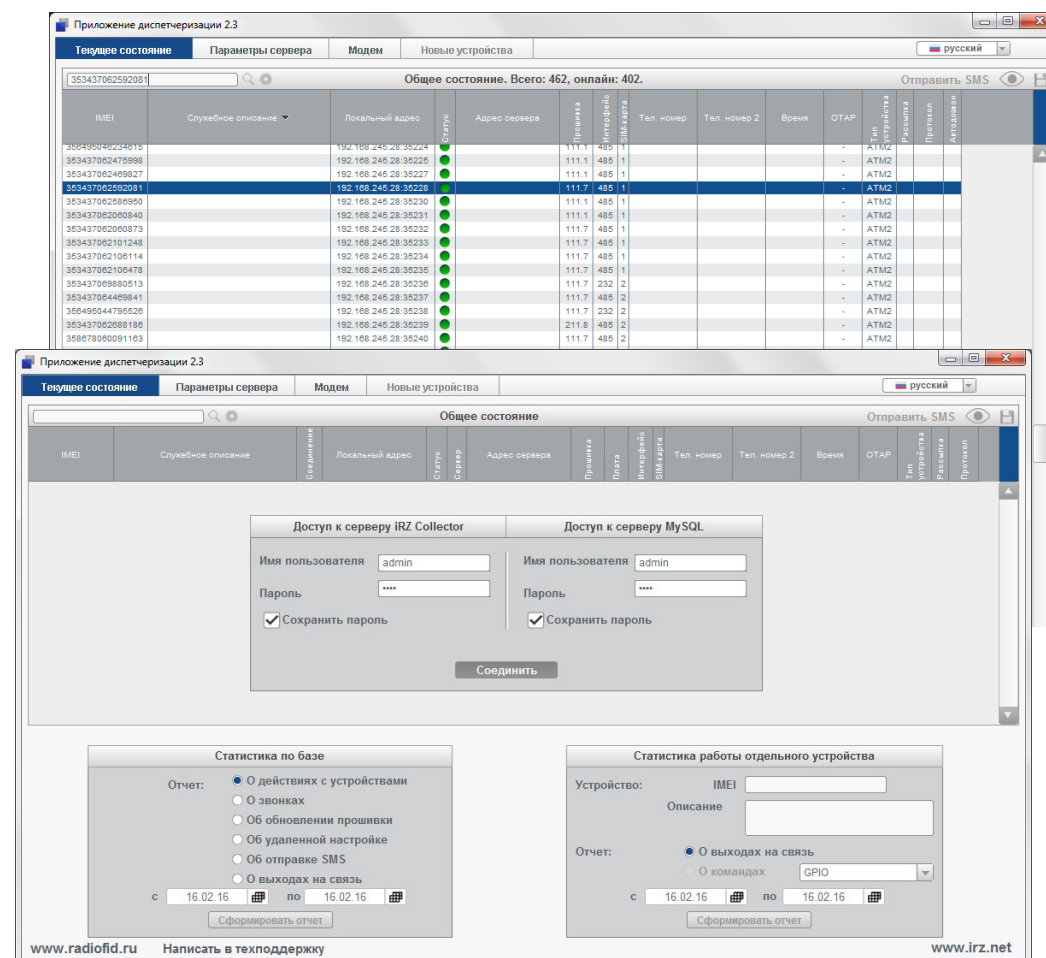 Приложение диспетчеризации 2.3
Текущее состояние Параметры сервера Модем Новые устройства русский
353437062592081 Общее состояние. Всего: 462, онлайн: 402. Отправить SMS
IMEI Служебное описание Локальный адрес Статус Адрес сервера Прошивка Интерфейс SIM-карта Тел. номер Тел. номер 2 Время OTAP Тип устройства Рассылка Протокол Автодозвон
356495046234615 192.168.245.28:35224 111.1 485 1 - ATM2
353437062475998 192.168.245.28:35225 111.1 485 1 - ATM2
353437062469827 192.168.245.28:35227 111.1 485 1 - ATM2
353437062592081 192.168.245.28:35228 111.7 485 1 - ATM2
353437062586950 192.168.245.28:35230 111.1 485 1 - ATM2
353437062060840 192.168.245.28:35231 111.1 485 1 - ATM2
353437062060873 192.168.245.28:35232 111.7 485 1 - ATM2
353437062101248 192.168.245.28:35233 111.7 485 1 - ATM2
353437062106114 192.168.245.28:35234 111.7 485 1 - ATM2
353437062106478 192.168.245.28:35235 111.7 485 1 - ATM2
353437069880513 192.168.245.28:35236 111.7 232 2 - ATM2
353437064469841 192.168.245.28:35237 111.7 485 2 - ATM2
356495044795526 192.168.245.28:35238 111.7 232 2 - ATM2
353437062688186 192.168.245.28:35239 211.8 485 2 - ATM2
358678060091163 192.168.245.28:35240 111.7 485 2 - ATM2
Приложение диспетчеризации 2.3
Текущее состояние Параметры сервера Модем Новые устройства русский
Общее состояние Отправить SMS
IMEI Служебное описание Соединение Локальный адрес Статус Сервер Адрес сервера Прошивка Плата Интерфейс SIM-карта Тел. номер Тел. номер 2 Время OTAP Тип устройства Рассылка Протокол
Доступ к серверу iRZ Collector Доступ к серверу MySQL
Имя пользователя admin Имя пользователя admin
Пароль **** Пароль ****
Сохранить пароль Сохранить пароль
Соединить
Статистика по базе Статистика работы отдельного устройства
Отчет: О действиях с устройствами Устройство: IMEI
О звонках Описание
Об обновлении прошивки
Об удаленной настройке
Об отправке SMS Отчет: О выходах на связь
О выходах на связь О командах GPIO
с 16.02.16 по 16.02.16 с 16.02.16 по 16.02.16
Сформировать отчет Сформировать отчет
www.radiofid.ru Написать в техподдержку www.irz.net